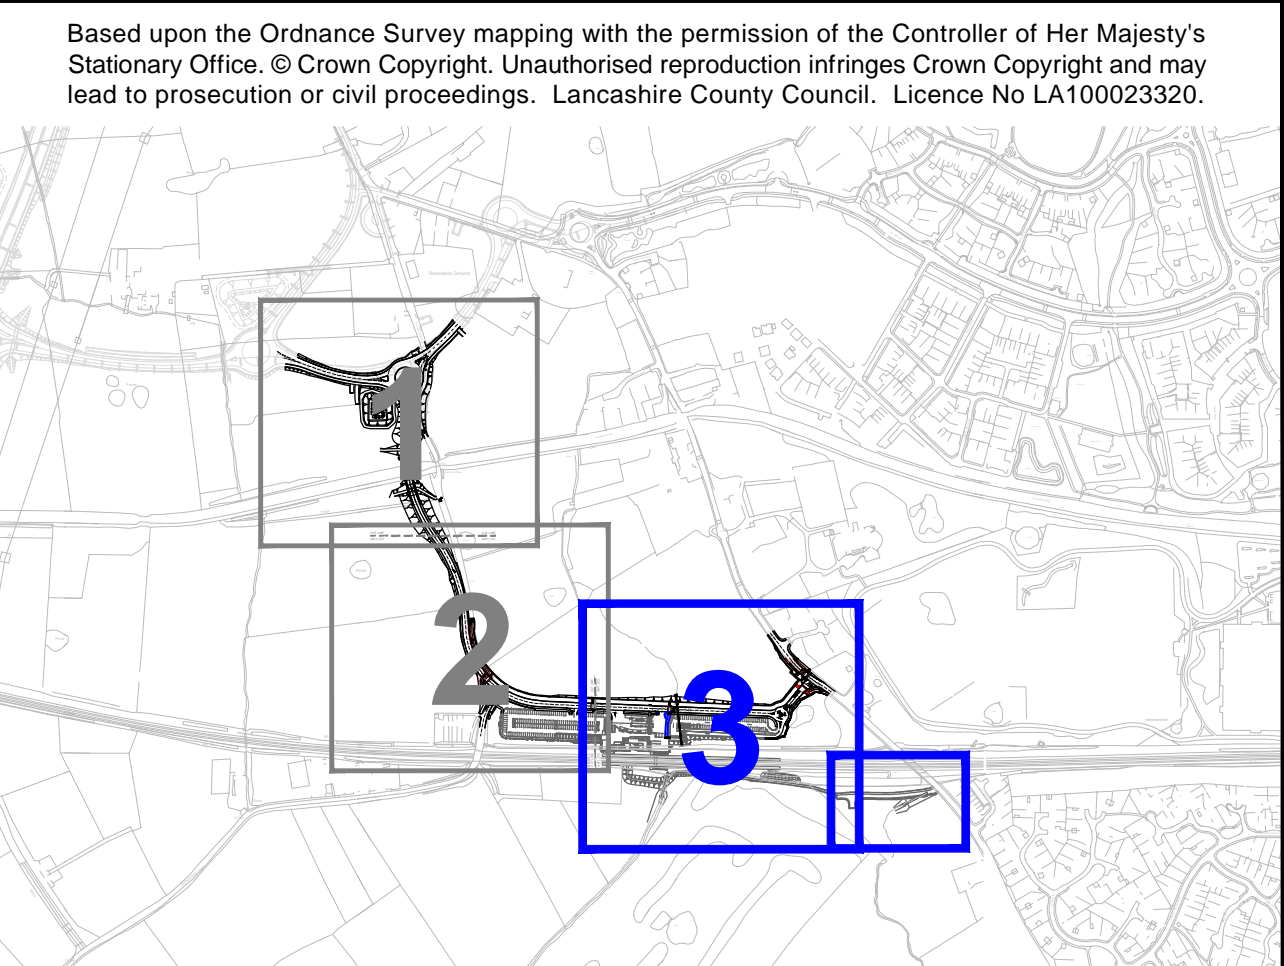 Based upon the Ordnance Survey mapping with the permission of the Controller of Her Majesty's
Stationary Office. © Crown Copyright. Unauthorised reproduction infringes Crown Copyright and may
lead to prosecution or civil proceedings. Lancashire County Council. Licence No LA100023320.
Recreation Ground
1
2
3